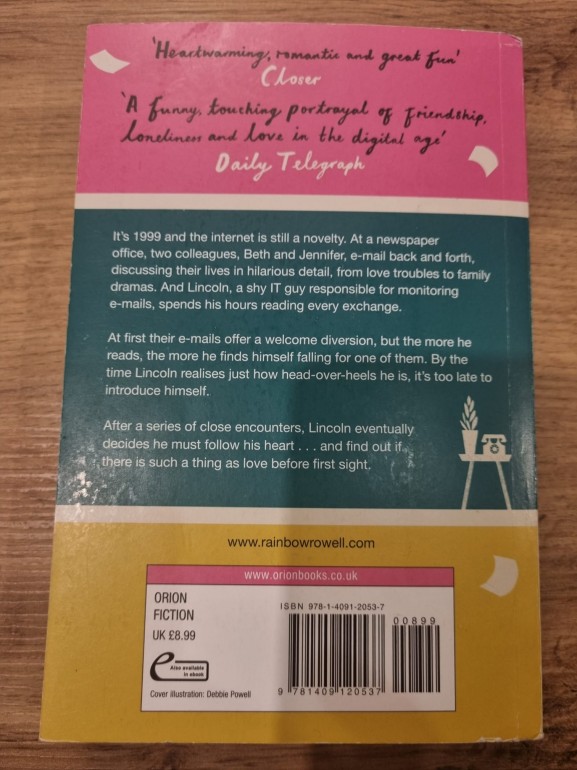 'Heartwarming, romantic and great fun'
Closer
'A funny, touching portrayal of friendship,
loneliness and love in the digital age'
Daily Telegraph
It's 1999 and the internet is still a novelty. At a newspaper
office, two colleagues, Beth and Jennifer, e-mail back and forth,
discussing their lives in hilarious detail, from love troubles to family
dramas. And Lincoln, a shy IT guy responsible for monitoring
e-mails, spends his hours reading every exchange.
At first their e-mails offer a welcome diversion, but the more he
reads, the more he finds himself falling for one of them. By the
time Lincoln realises just how head-over-heels he is, it's too late to
introduce himself.
After a series of close encounters, Lincoln eventually
decides he must follow his heart . . . and find out if
there is such a thing as love before first sight.
www.rainbowrowell.com
www.orionbooks.co.uk
ORION
FICTION
UK £8.99
e
Also available
in ebook
Cover illustration: Debbie Powell
ISBN 978-1-4091-2053-7
00899
9 781409 120537